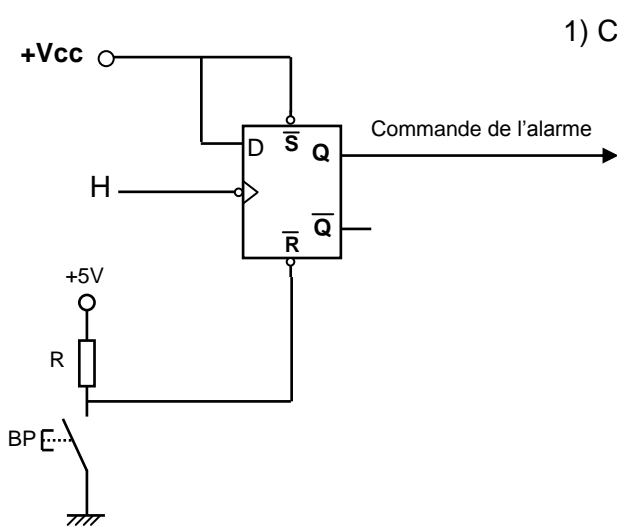 1) C
+Vcc
Commande de l'alarme
D
S̅
Q
H
Q̅
R̅
+5V
R
BP